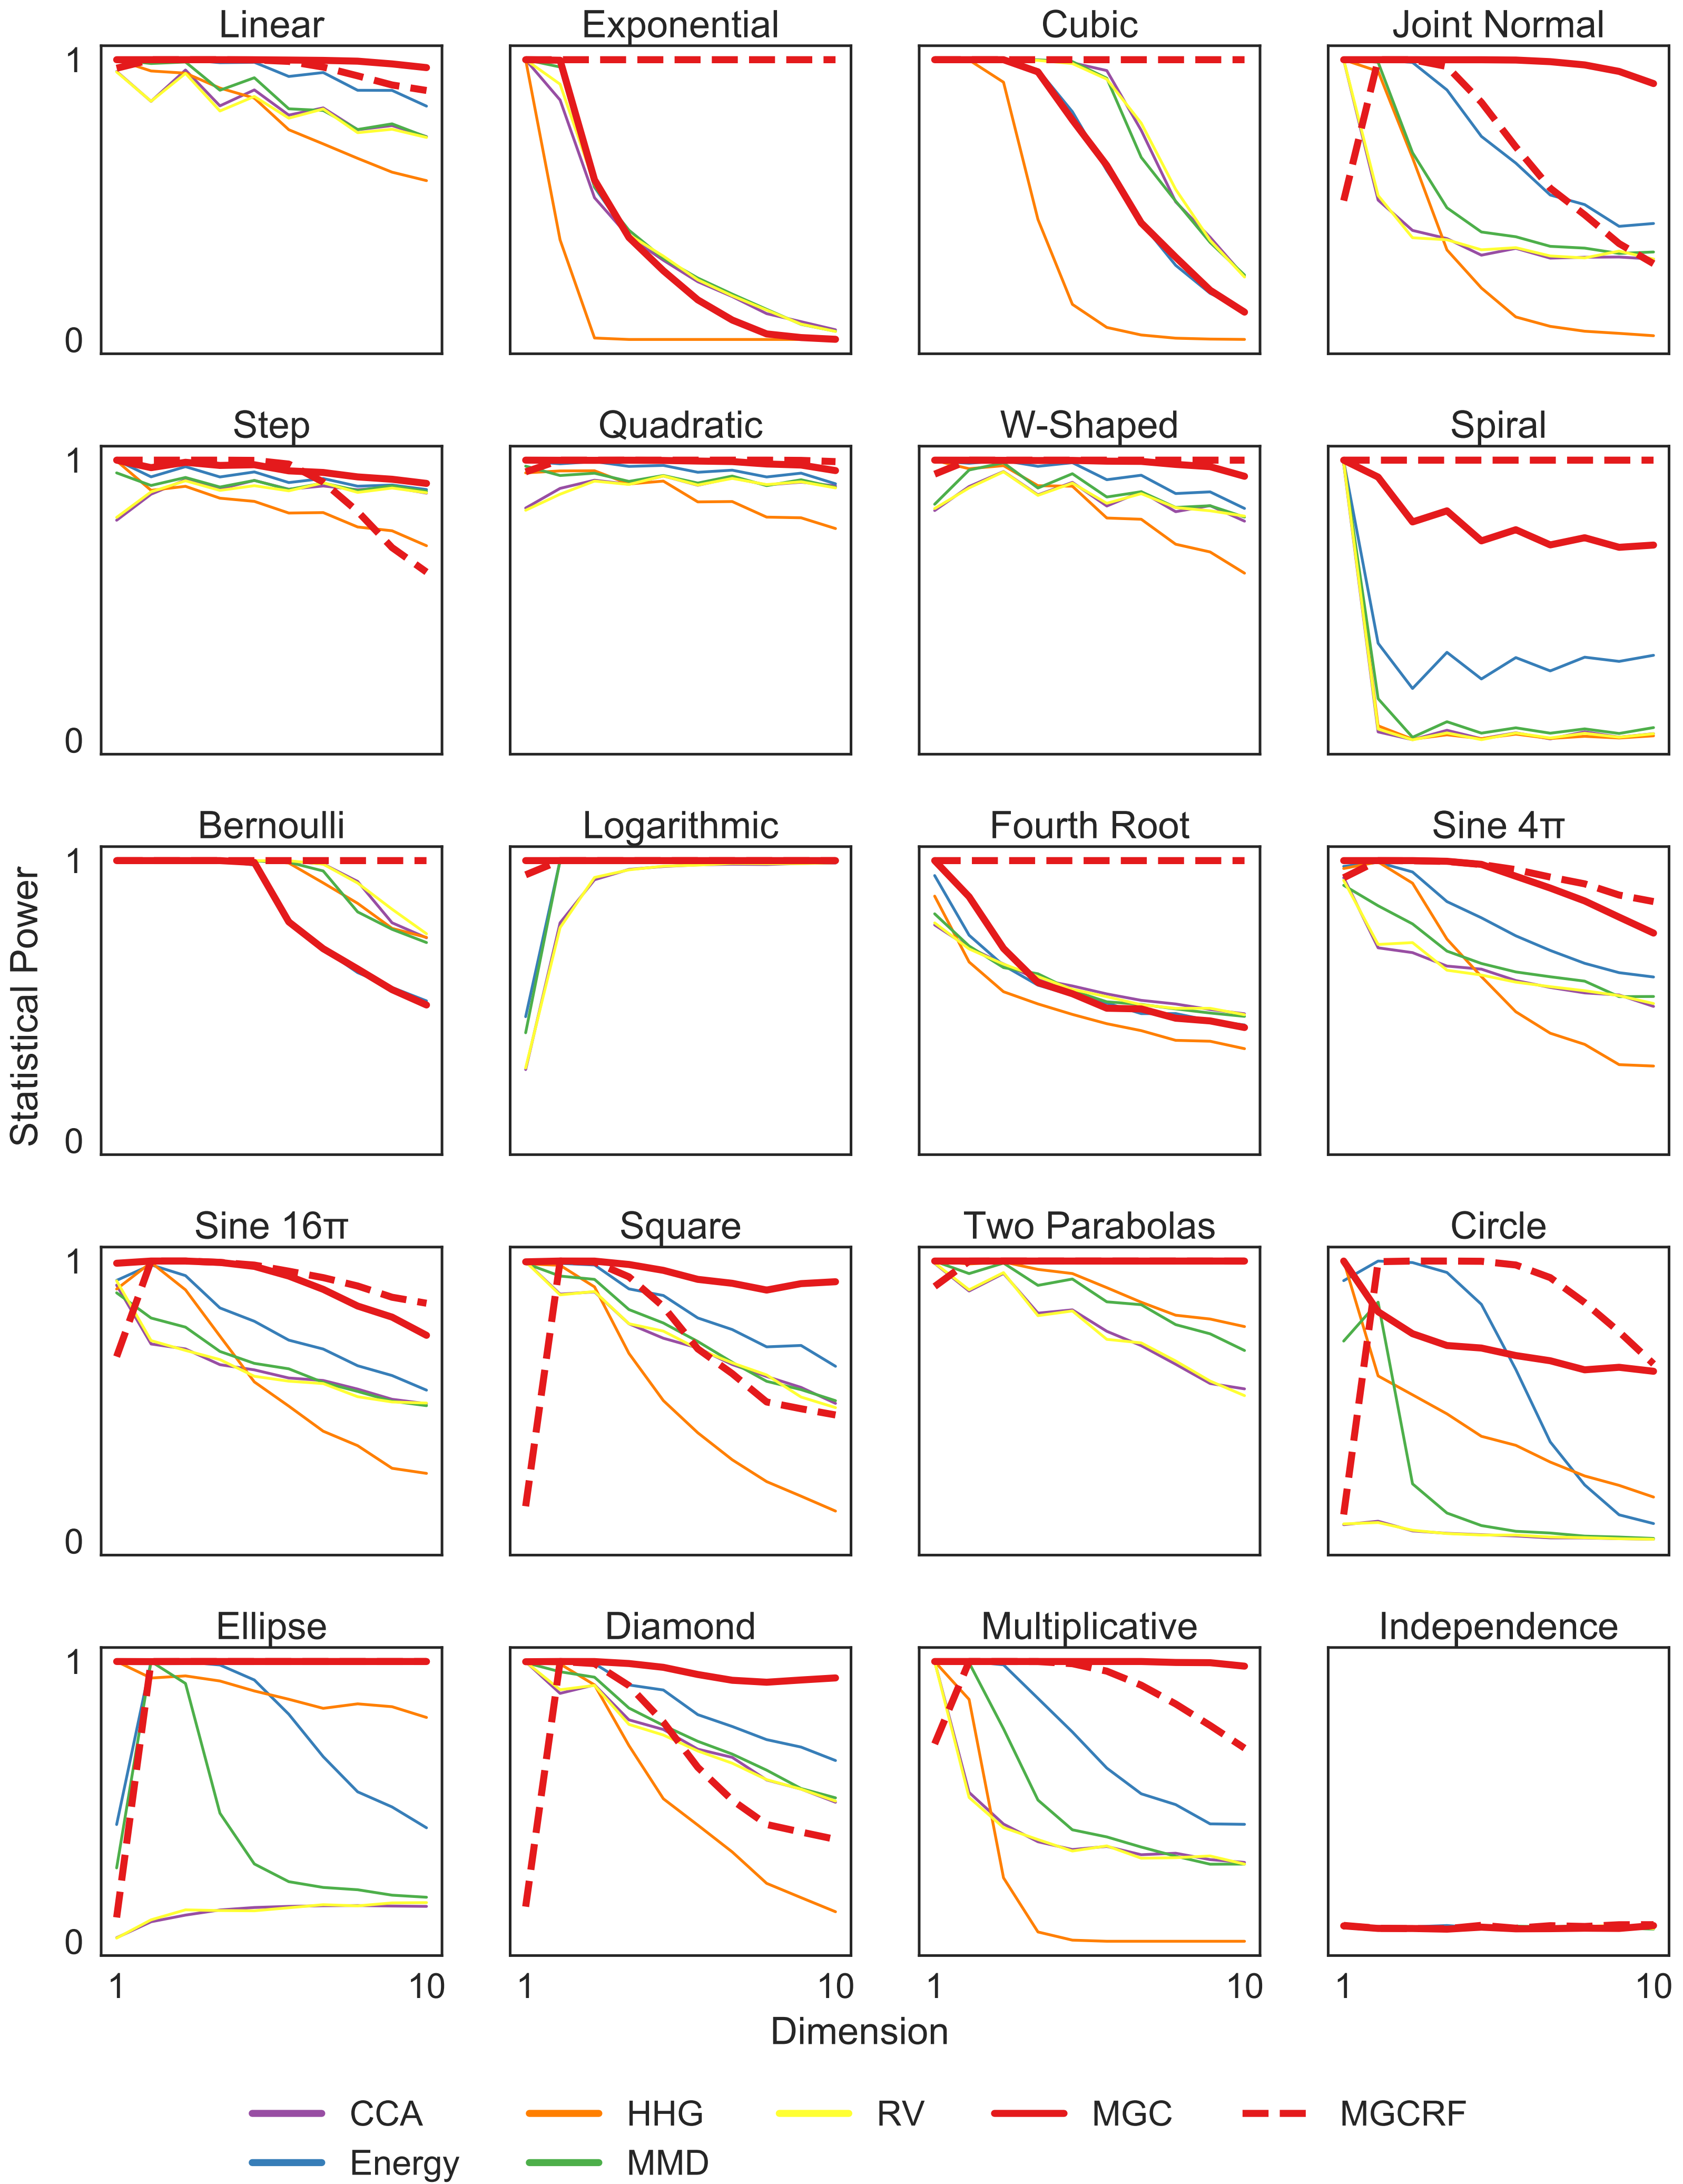 Linear Exponential Cubic Joint Normal
1
0
Step Quadratic W-Shaped Spiral
1
0
Bernoulli Logarithmic Fourth Root Sine 4π
1
0
Statistical Power
Sine 16π Square Two Parabolas Circle
1
0
Ellipse Diamond Multiplicative Independence
1
0
1 10 1 10 1 10 1 10
Dimension
CCA HHG RV MGC MGCRF
Energy MMD